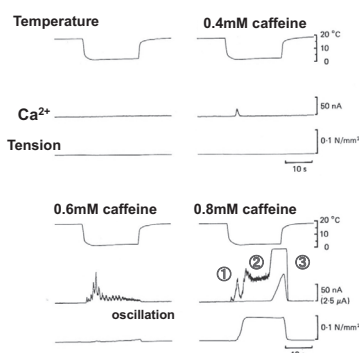 Temperature
0.4mM caffeine
20 °C
10
0
Ca2+
50 nA
Tension
0·1 N/mm²
10 s
0.6mM caffeine
0.8mM caffeine
20 °C
10
0
① ② ③
50 nA
(2·5 µA)
oscillation
0·1 N/mm²